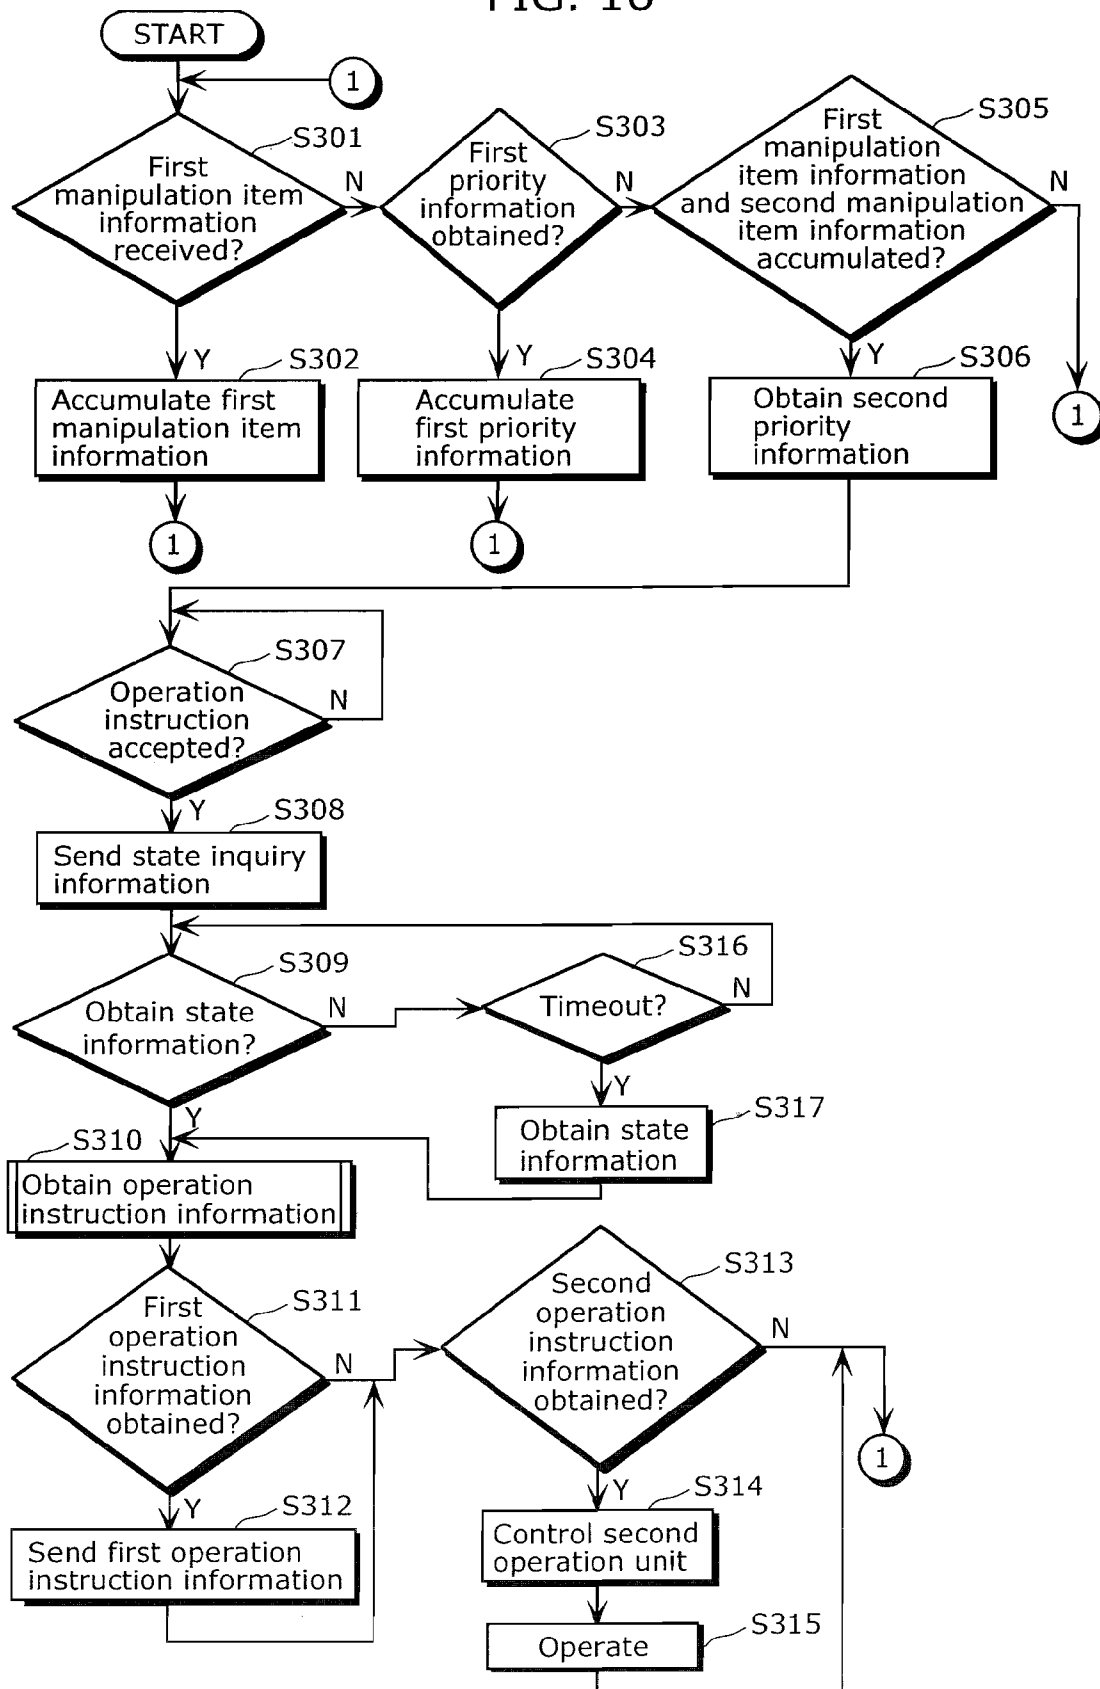 FIG. 16
START
1
S301
First
manipulation item
information
received?
N
Y
S303
First
priority
information
obtained?
N
Y
S305
First
manipulation
item information
and second manipulation
item information
accumulated?
N
Y
S302
Accumulate first
manipulation item
information
1
S304
Accumulate
first priority
information
1
S306
Obtain second
priority
information
1
S307
Operation
instruction
accepted?
N
Y
S308
Send state inquiry
information
S309
Obtain state
information?
N
Y
S316
Timeout?
N
Y
S317
Obtain state
information
S310
Obtain operation
instruction information
S311
First
operation
instruction
information
obtained?
N
Y
S313
Second
operation
instruction
information
obtained?
N
Y
1
S312
Send first operation
instruction information
S314
Control second
operation unit
S315
Operate